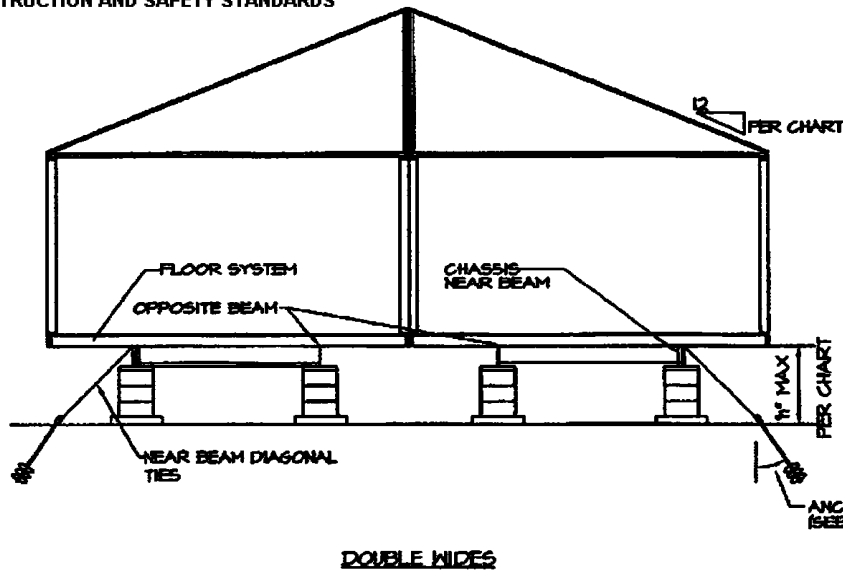 TRUCTION AND SAFETY STANDARDS
12
PER CHART
FLOOR SYSTEM
CHASSIS
NEAR BEAM
OPPOSITE BEAM
"h" MAX
PER CHART
NEAR BEAM DIAGONAL
TIES
ANC
(SEE
DOUBLE WIDES